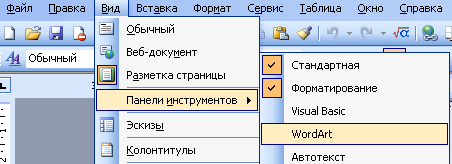 Файл Правка Вид Вставка Формат Сервис Таблица Окно Справка
Обычный
Обычный
Веб-документ
Разметка страницы
Панели инструментов
Эскизы
Колонтитулы
Стандартная
Форматирование
Visual Basic
WordArt
Автотекст